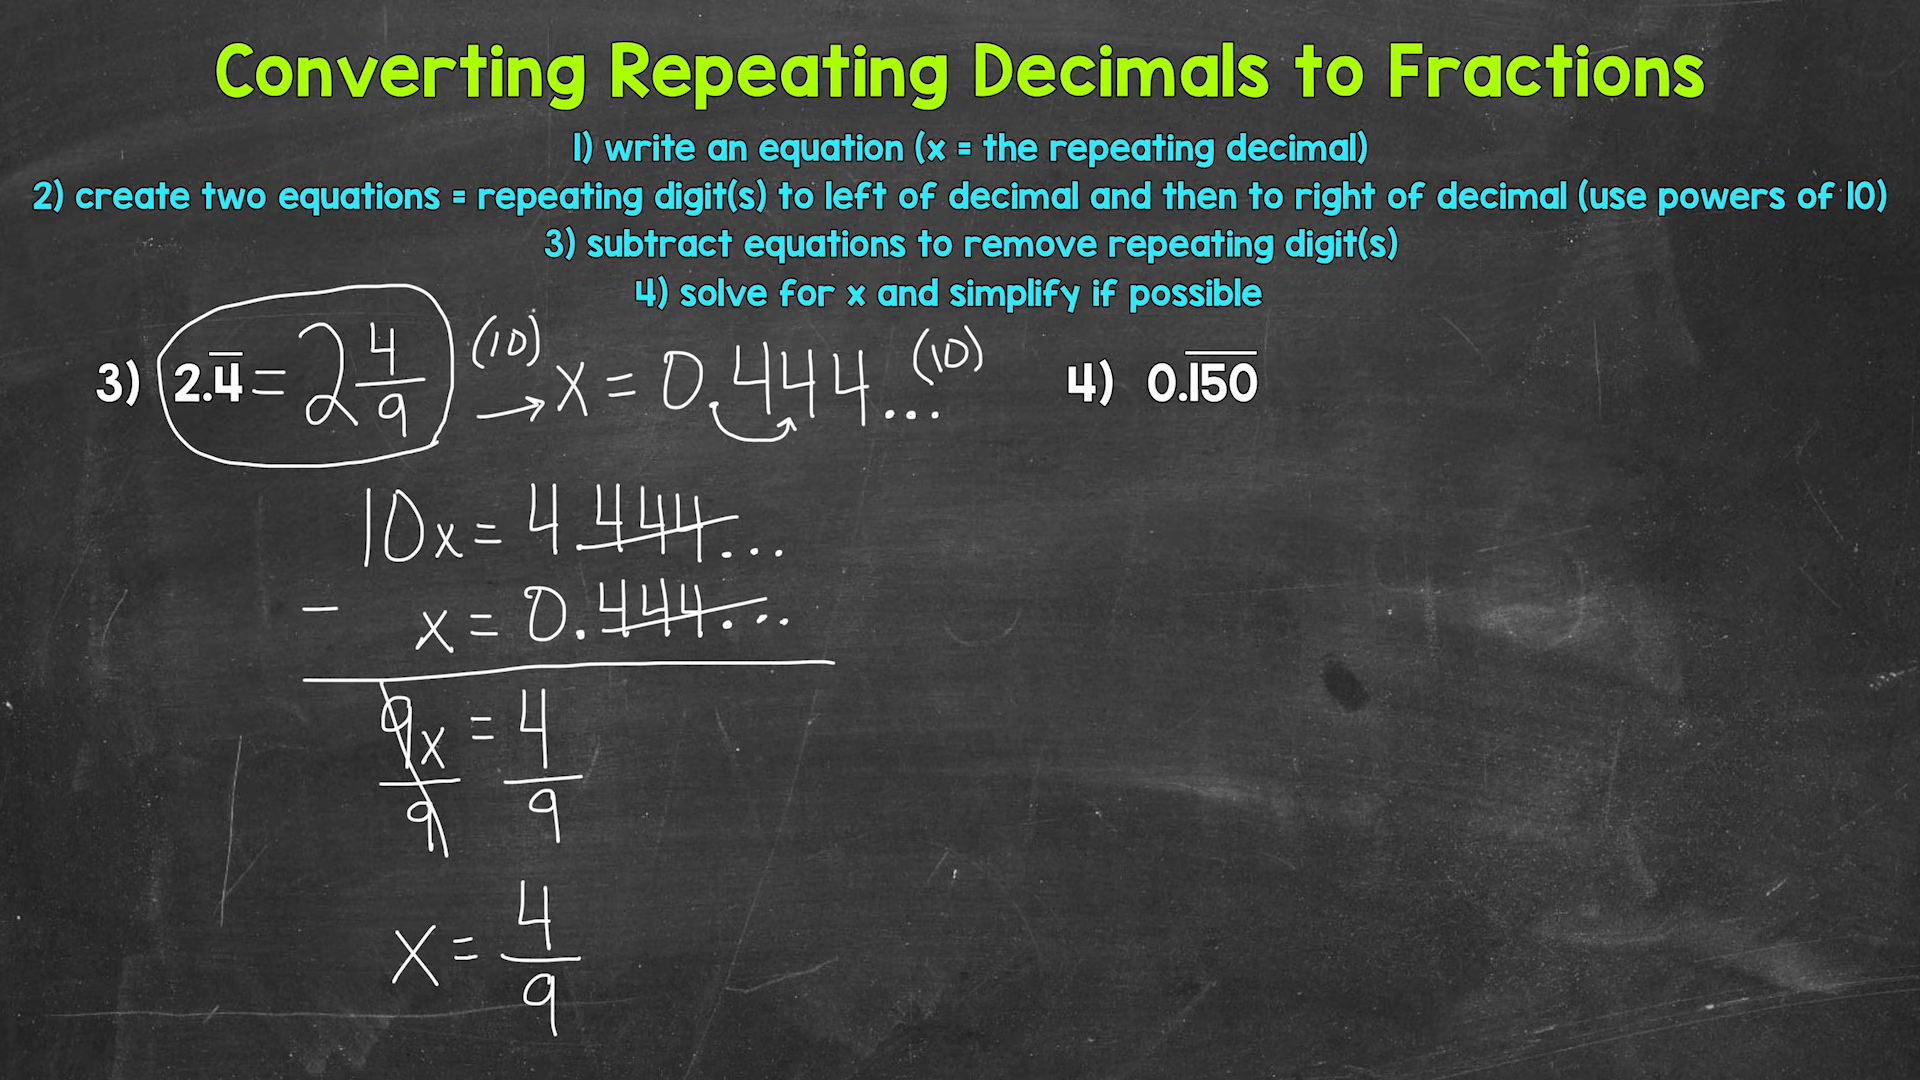 Converting Repeating Decimals to Fractions
1) write an equation (x = the repeating decimal)
2) create two equations = repeating digit(s) to left of decimal and then to right of decimal (use powers of 10)
3) subtract equations to remove repeating digit(s)
4) solve for x and simplify if possible
3) 2.4̅ = 2 4/9 (10) → x = 0.444... (10)
4) 0.1̅5̅0̅
10x = 4.444...
− x = 0.444...
9x/9 = 4/9
x = 4/9